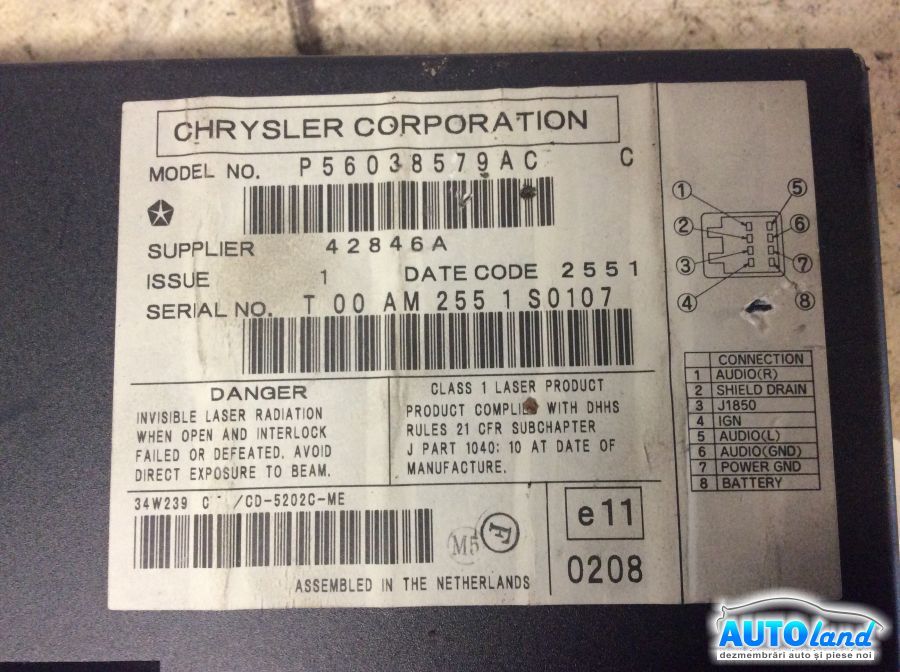 CHRYSLER CORPORATION
MODEL NO. P56038579AC C
SUPPLIER 42846A
ISSUE 1 DATE CODE 2551
SERIAL NO. T 00 AM 255 1 S0107
DANGER
INVISIBLE LASER RADIATION
WHEN OPEN AND INTERLOCK
FAILED OR DEFEATED. AVOID
DIRECT EXPOSURE TO BEAM.
CLASS 1 LASER PRODUCT
PRODUCT COMPLIES WITH DHHS
RULES 21 CFR SUBCHAPTER
J PART 1040: 10 AT DATE OF
MANUFACTURE.
34W239 C /CD-5202C-ME
M5 F
ASSEMBLED IN THE NETHERLANDS
e11
0208
1 5
2 6
3 7
4 8
CONNECTION
1 AUDIO(R)
2 SHIELD DRAIN
3 J1850
4 IGN
5 AUDIO(L)
6 AUDIO(GND)
7 POWER GND
8 BATTERY
AUTOland
dezmembrări auto și piese noi